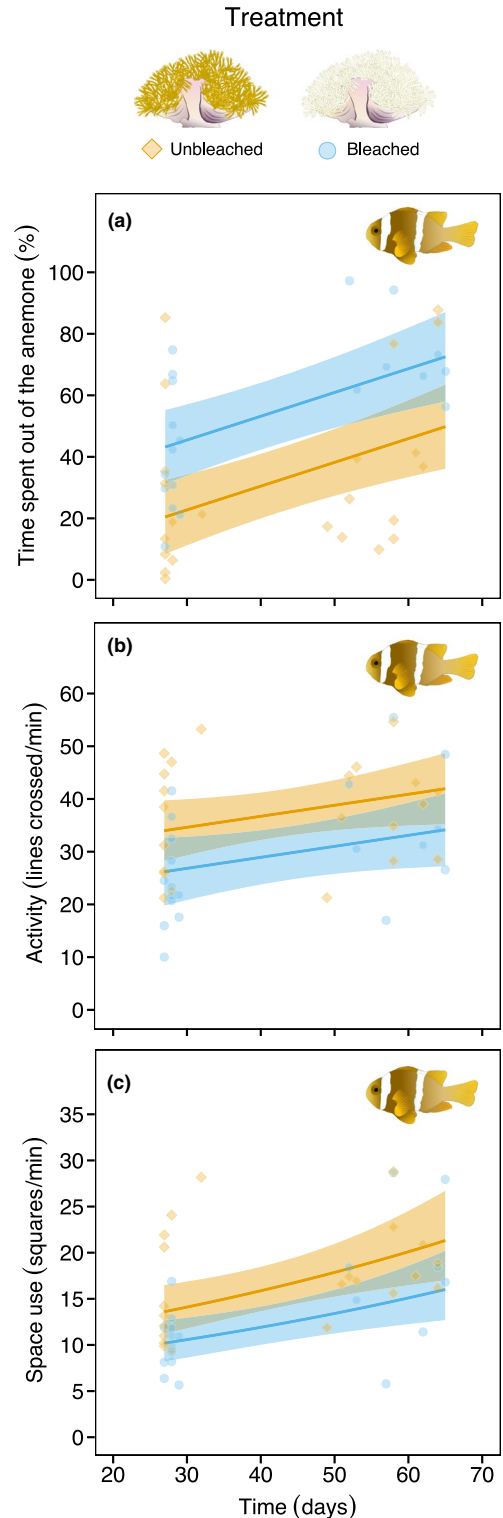 Treatment
Unbleached
Bleached
(a)
Time spent out of the anemone (%)
100
80
60
40
20
0
(b)
Activity (lines crossed/min)
60
50
40
30
20
10
0
(c)
Space use (squares/min)
35
30
25
20
15
10
5
0
20 30 40 50 60 70
Time (days)